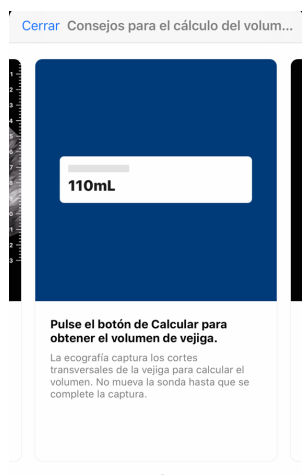 Cerrar Consejos para el cálculo del volum...
110mL
Pulse el botón de Calcular para
obtener el volumen de vejiga.
La ecografía captura los cortes
transversales de la vejiga para calcular el
volumen. No mueva la sonda hasta que se
complete la captura.